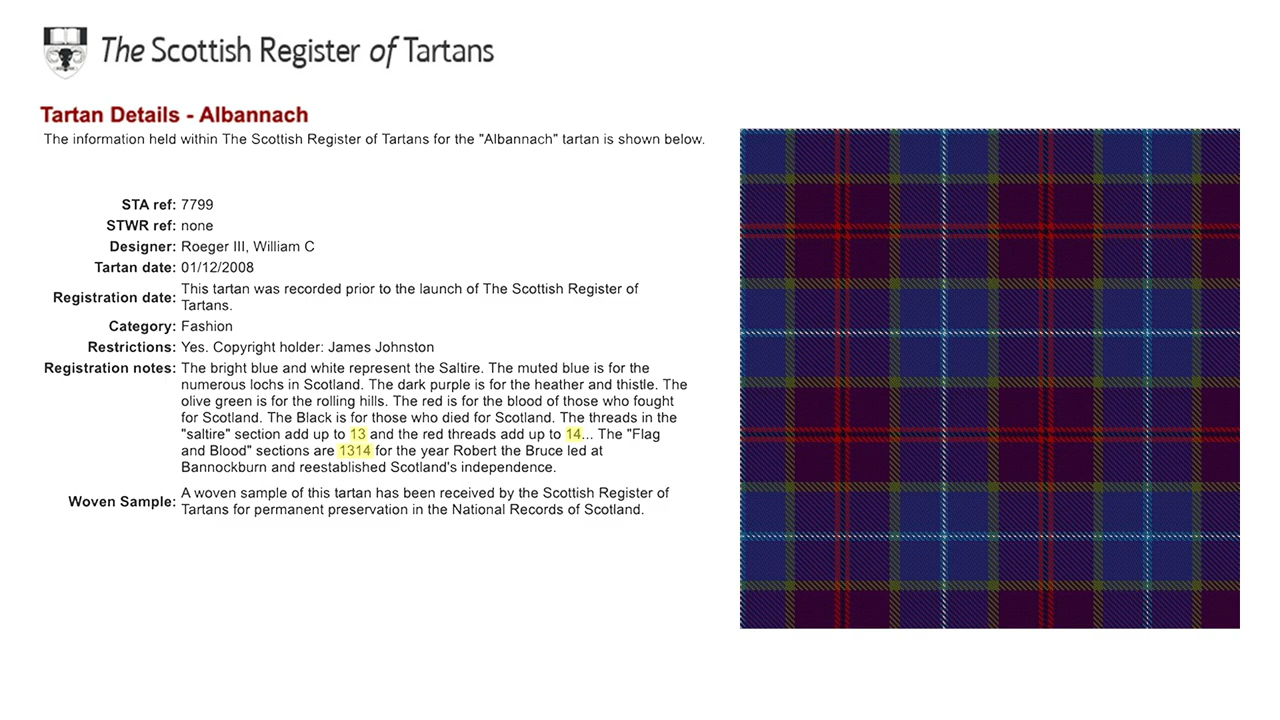 The Scottish Register of Tartans
Tartan Details - Albannach
The information held within The Scottish Register of Tartans for the "Albannach" tartan is shown below.
STA ref: 7799
STWR ref: none
Designer: Roeger III, William C
Tartan date: 01/12/2008
Registration date: This tartan was recorded prior to the launch of The Scottish Register of
Tartans.
Category: Fashion
Restrictions: Yes. Copyright holder: James Johnston
Registration notes: The bright blue and white represent the Saltire. The muted blue is for the
numerous lochs in Scotland. The dark purple is for the heather and thistle. The
olive green is for the rolling hills. The red is for the blood of those who fought
for Scotland. The Black is for those who died for Scotland. The threads in the
"saltire" section add up to 13 and the red threads add up to 14... The "Flag
and Blood" sections are 1314 for the year Robert the Bruce led at
Bannockburn and reestablished Scotland's independence.
Woven Sample: A woven sample of this tartan has been received by the Scottish Register of
Tartans for permanent preservation in the National Records of Scotland.